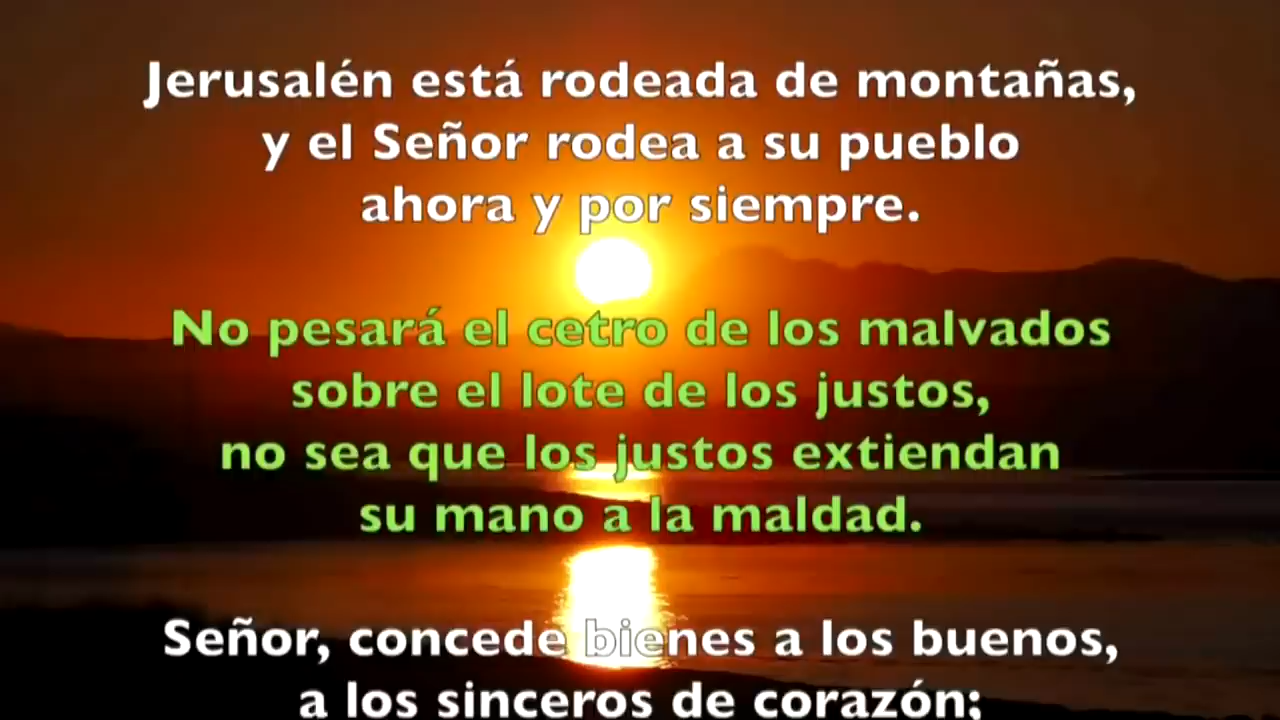 Jerusalén está rodeada de montañas,
y el Señor rodea a su pueblo
ahora y por siempre.
No pesará el cetro de los malvados
sobre el lote de los justos,
no sea que los justos extiendan
su mano a la maldad.
Señor, concede bienes a los buenos,
a los sinceros de corazón;